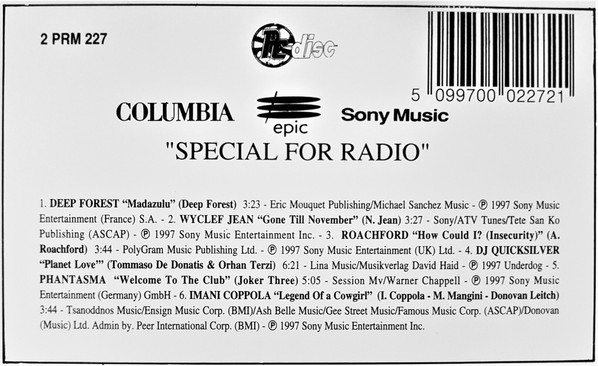 2 PRM 227
PRdisc
5 099700 022721
COLUMBIA epic Sony Music
"SPECIAL FOR RADIO"
1. DEEP FOREST “Madazulu” (Deep Forest) 3:23 - Eric Mouquet Publishing/Michael Sanchez Music - ℗ 1997 Sony Music
Entertainment (France) S.A. - 2. WYCLEF JEAN “Gone Till November” (N. Jean) 3:27 - Sony/ATV Tunes/Tete San Ko
Publishing (ASCAP) - ℗ 1997 Sony Music Entertainment Inc. - 3. ROACHFORD “How Could I? (Insecurity)” (A.
Roachford) 3:44 - PolyGram Music Publishing Ltd. - ℗ 1997 Sony Music Entertainment (UK) Ltd. - 4. DJ QUICKSILVER
“Planet Love'” (Tommaso De Donatis & Orhan Terzi) 6:21 - Lina Music/Musikverlag David Haid - ℗ 1997 Underdog - 5.
PHANTASMA “Welcome To The Club” (Joker Three) 5:05 - Session Mv/Warner Chappell - ℗ 1997 Sony Music
Entertainment (Germany) GmbH - 6. IMANI COPPOLA “Legend Of a Cowgirl” (I. Coppola - M. Mangini - Donovan Leitch)
3:44 - Tsanoddnos Music/Ensign Music Corp. (BMI)/Ash Belle Music/Gee Street Music/Famous Music Corp. (ASCAP)/Donovan
(Music) Ltd. Admin by. Peer International Corp. (BMI) - ℗ 1997 Sony Music Entertainment Inc.